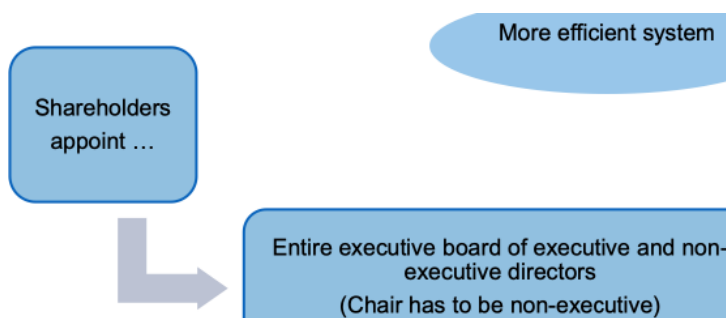 More efficient system
Shareholders
appoint …
Entire executive board of executive and non-
executive directors
(Chair has to be non-executive)